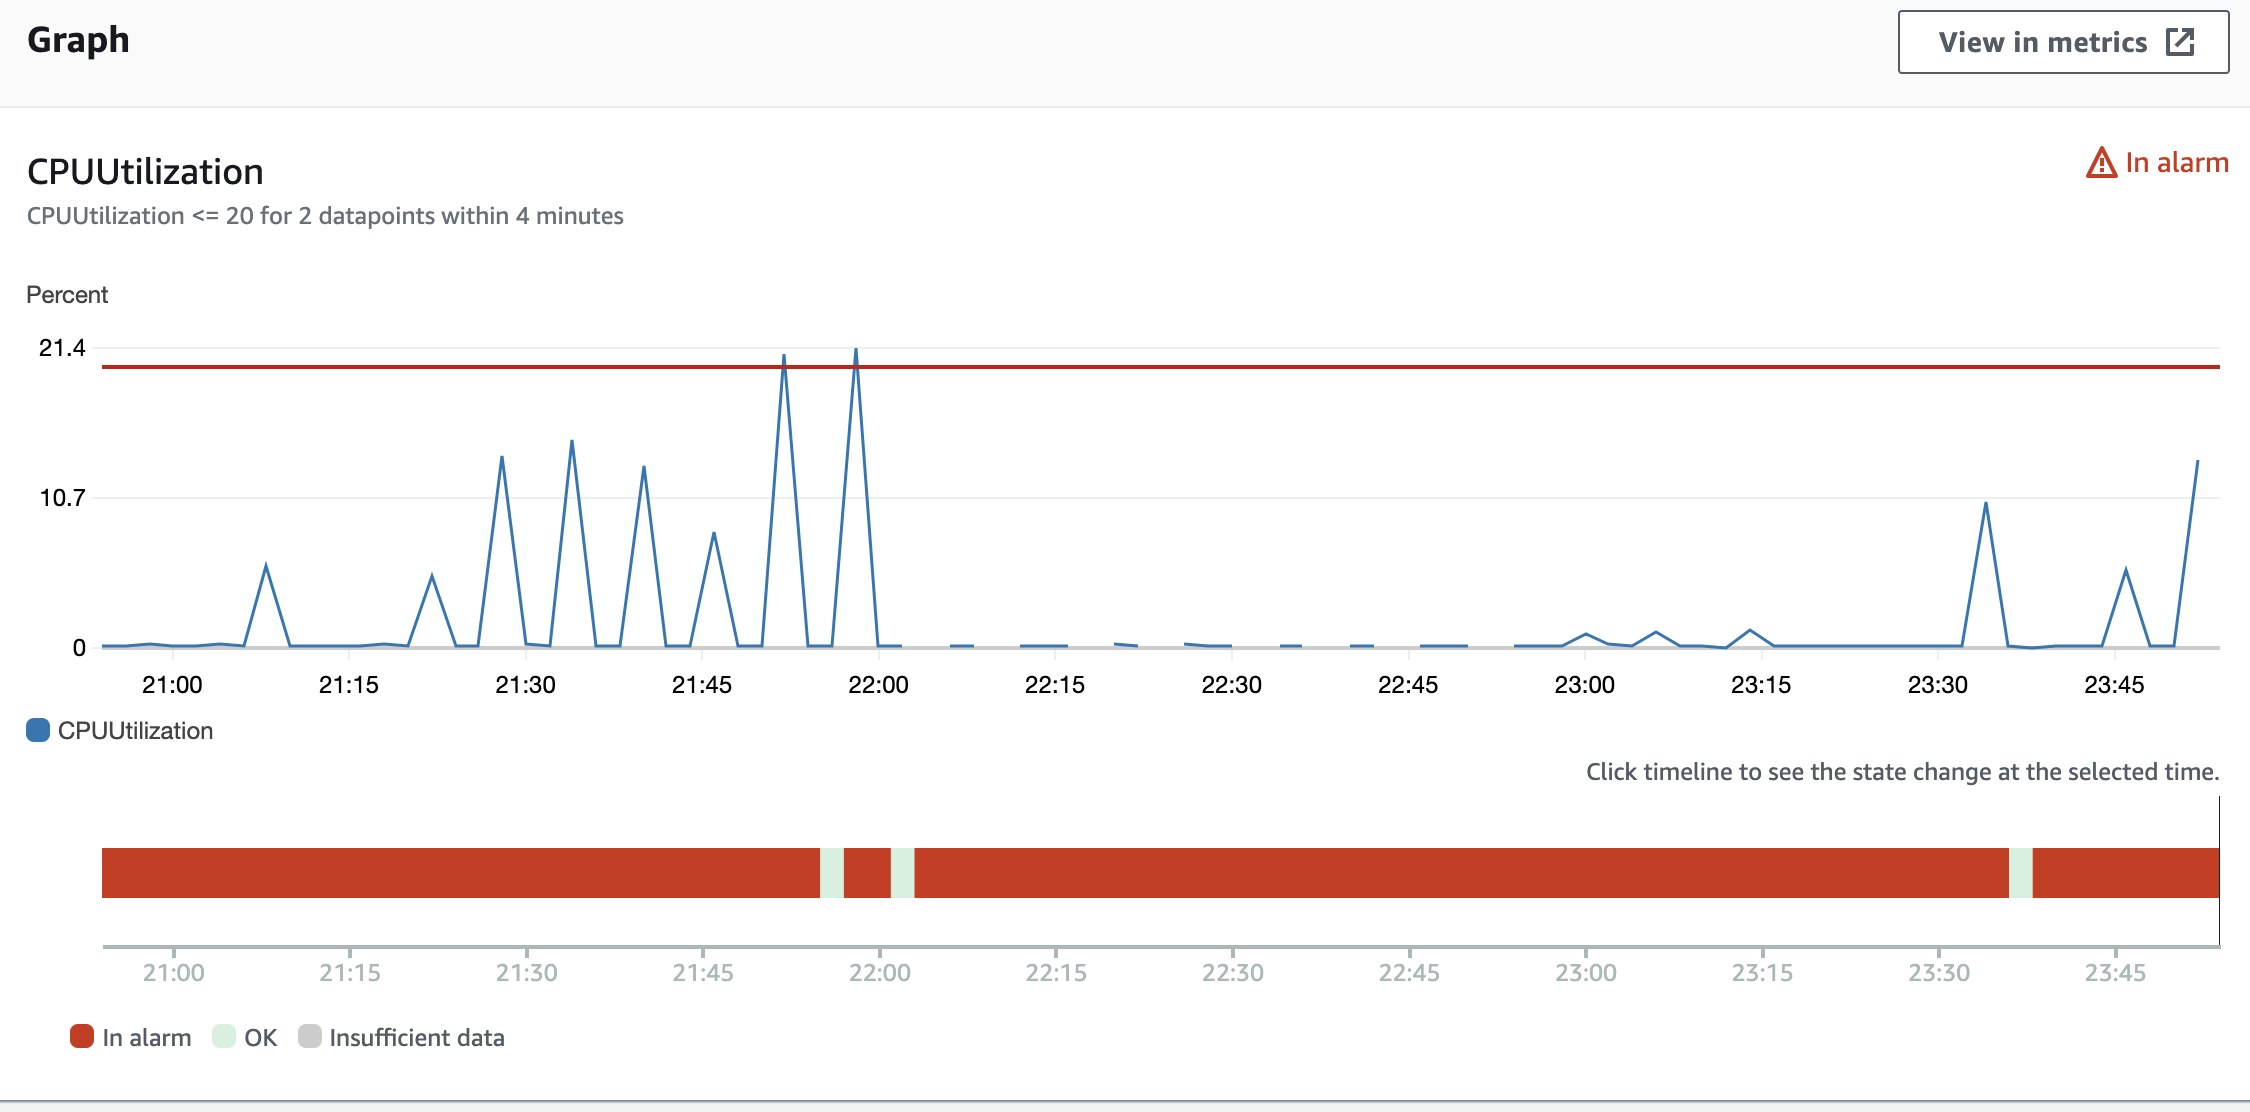 Graph
View in metrics
CPUUtilization
In alarm
CPUUtilization <= 20 for 2 datapoints within 4 minutes
Percent
21.4
10.7
0
21:00 21:15 21:30 21:45 22:00 22:15 22:30 22:45 23:00 23:15 23:30 23:45
CPUUtilization
Click timeline to see the state change at the selected time.
21:00 21:15 21:30 21:45 22:00 22:15 22:30 22:45 23:00 23:15 23:30 23:45
In alarm OK Insufficient data